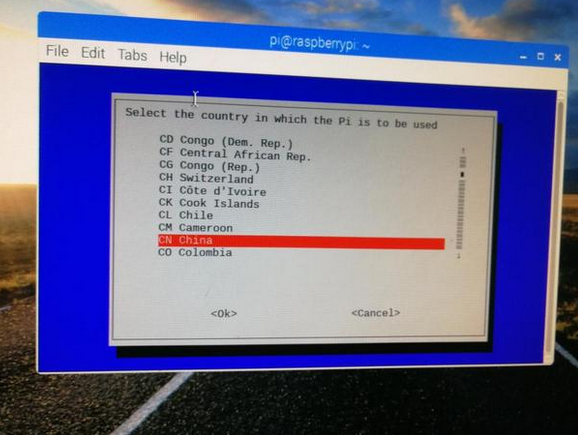 pi@raspberrypi: ~
File Edit Tabs Help
Select the country in which the Pi is to be used
CD Congo (Dem. Rep.)
CF Central African Rep.
CG Congo (Rep.)
CH Switzerland
CI Côte d'Ivoire
CK Cook Islands
CL Chile
CM Cameroon
CN China
CO Colombia
<Ok> <Cancel>